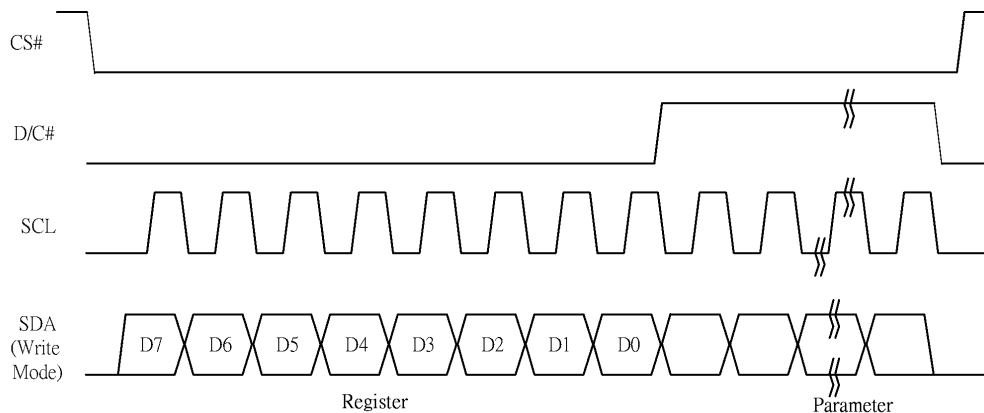 CS#
D/C#
SCL
SDA
(Write
Mode)
D7 D6 D5 D4 D3 D2 D1 D0
Register Parameter